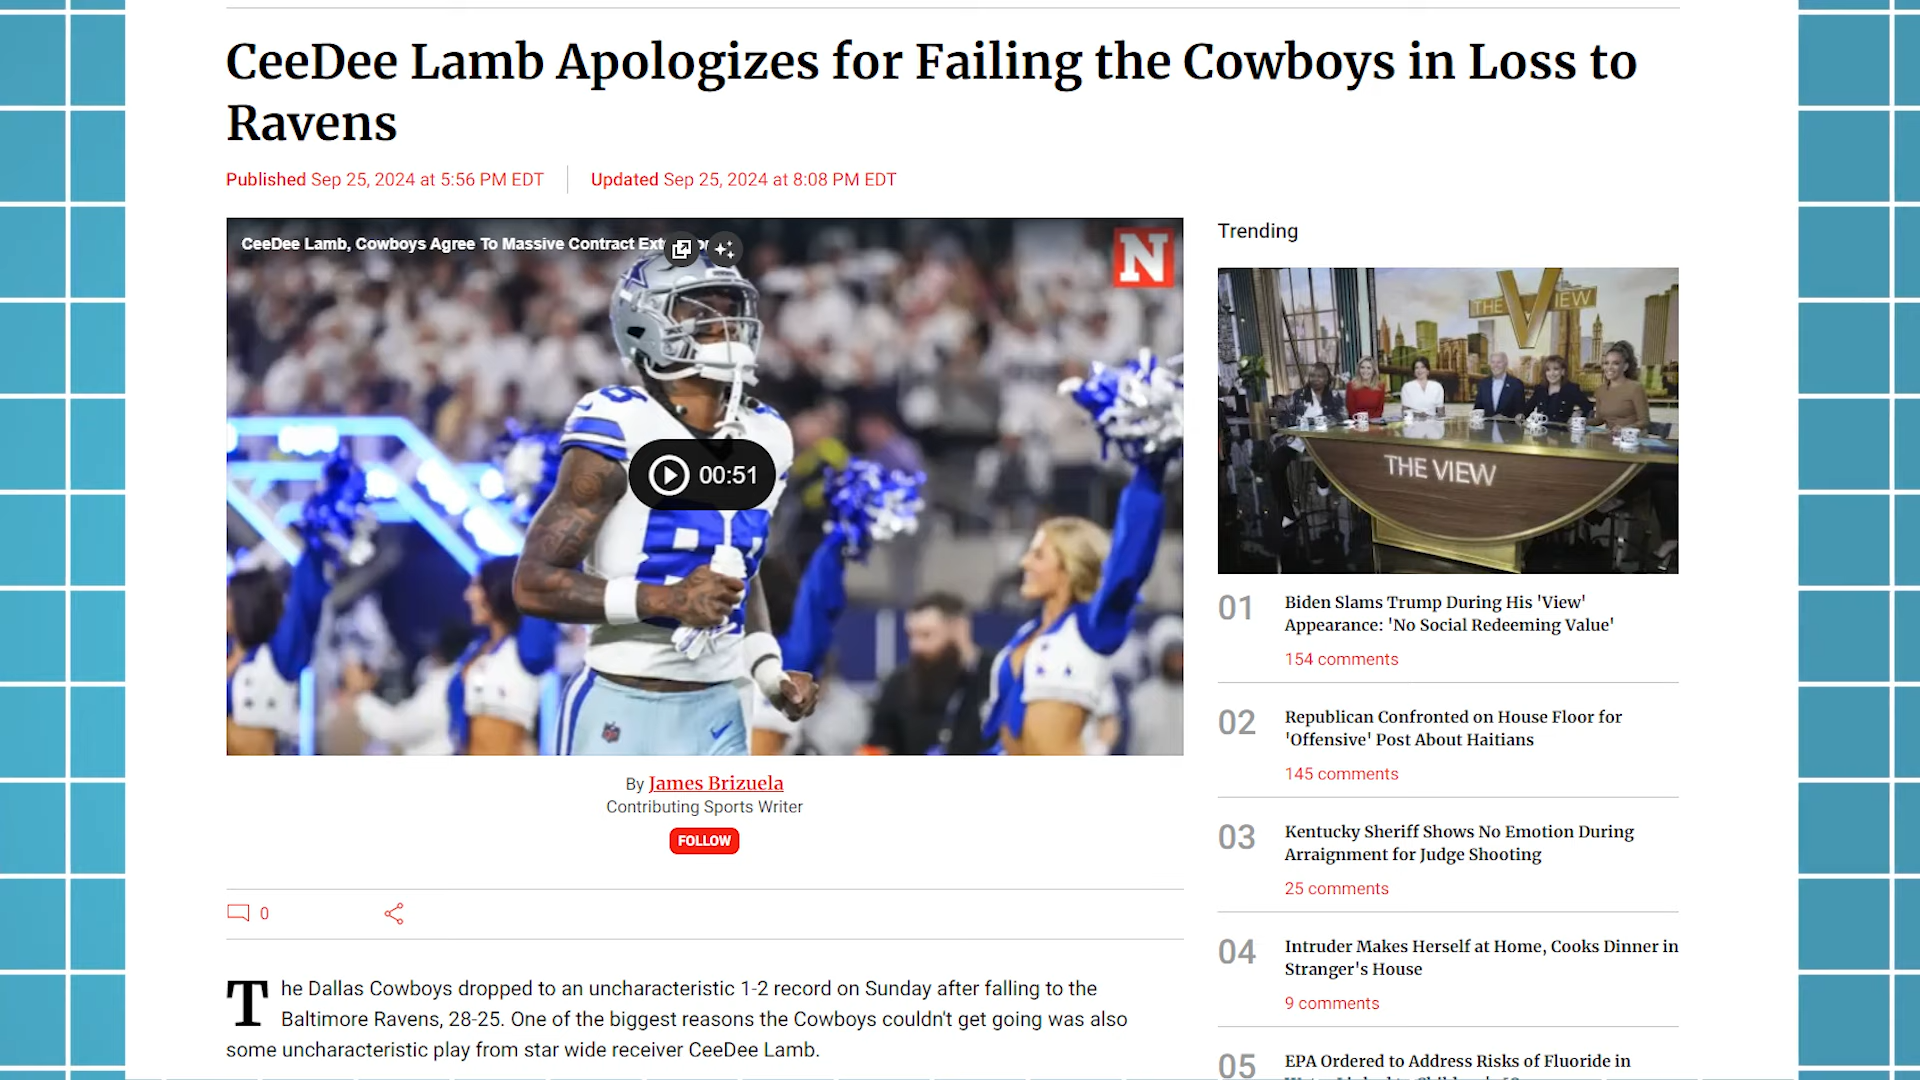 CeeDee Lamb Apologizes for Failing the Cowboys in Loss to
Ravens
Published Sep 25, 2024 at 5:56 PM EDT
Updated Sep 25, 2024 at 8:08 PM EDT
CeeDee Lamb, Cowboys Agree To Massive Contract
N
00:51
By James Brizuela
Contributing Sports Writer
FOLLOW
0
The Dallas Cowboys dropped to an uncharacteristic 1-2 record on Sunday after falling to the
Baltimore Ravens, 28-25. One of the biggest reasons the Cowboys couldn't get going was also
some uncharacteristic play from star wide receiver CeeDee Lamb.
Trending
THE VIEW
THE VIEW
01
Biden Slams Trump During His 'View'
Appearance: 'No Social Redeeming Value'
154 comments
02
Republican Confronted on House Floor for
'Offensive' Post About Haitians
145 comments
03
Kentucky Sheriff Shows No Emotion During
Arraignment for Judge Shooting
25 comments
04
Intruder Makes Herself at Home, Cooks Dinner in
Stranger's House
9 comments
05
EPA Ordered to Address Risks of Fluoride in